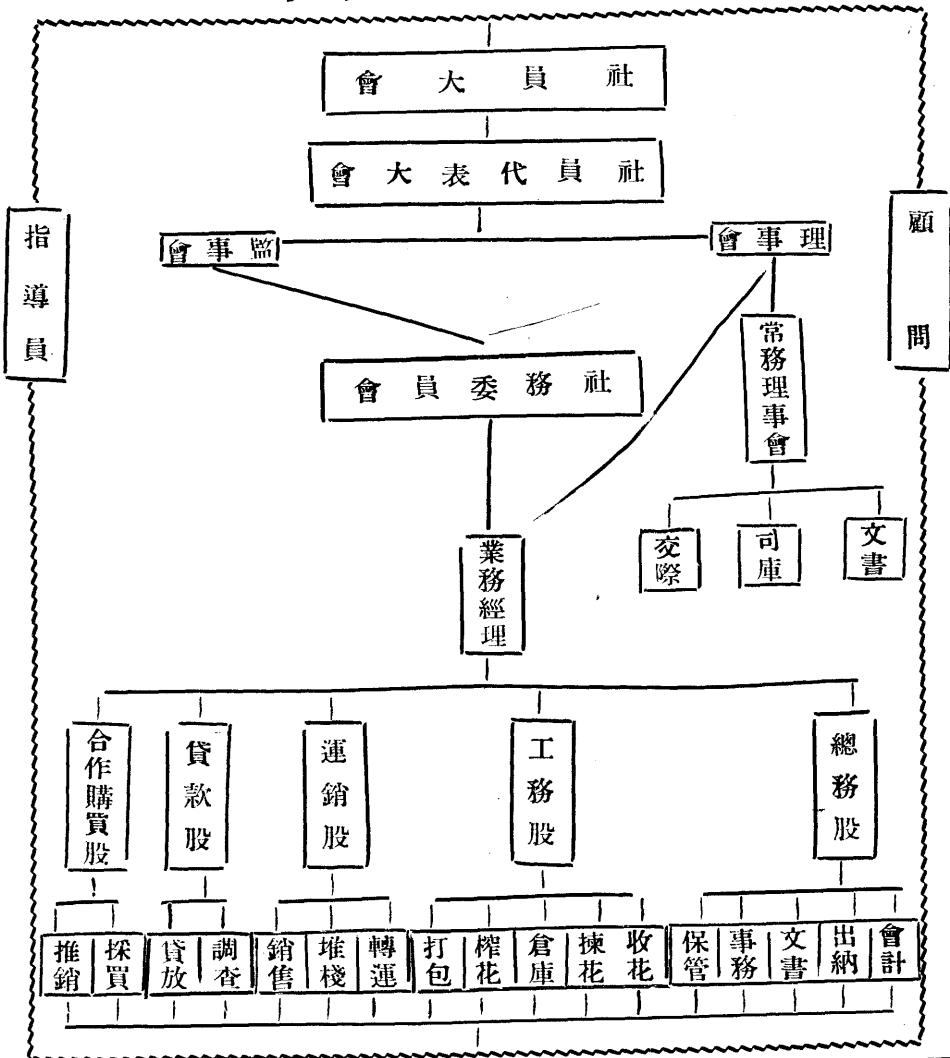 社員大會
社員代表大會
理事會
監事會
顧問
指導員
常務理事會
社務委員會
文書
司庫
交際
業務經理
總務股
工務股
運銷股
貸款股
合作購買股
會計
出納
文書
事務
保管
收花
揀花
倉庫
榨花
打包
轉運
堆棧
銷售
調查
貸放
採買
推銷